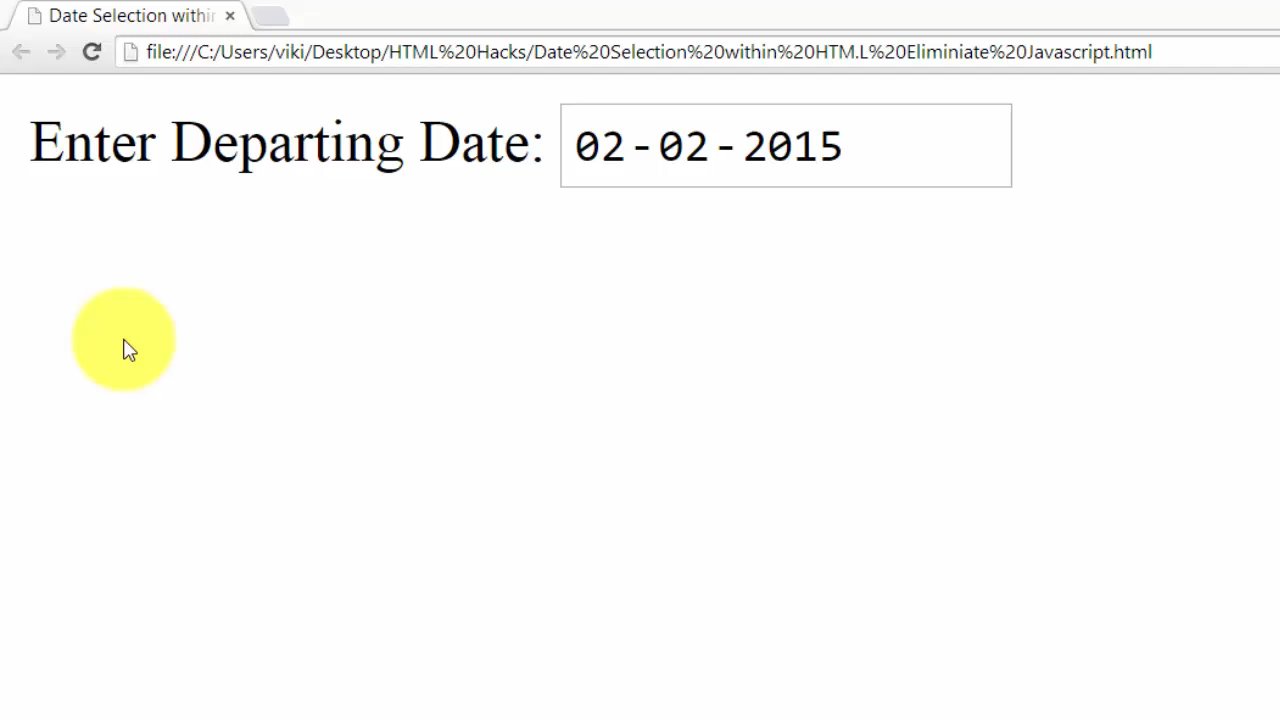 Date Selection within
file:///C:/Users/viki/Desktop/HTML%20Hacks/Date%20Selection%20within%20HTM.L%20Eliminiate%20Javascript.html
Enter Departing Date: 02-02-2015